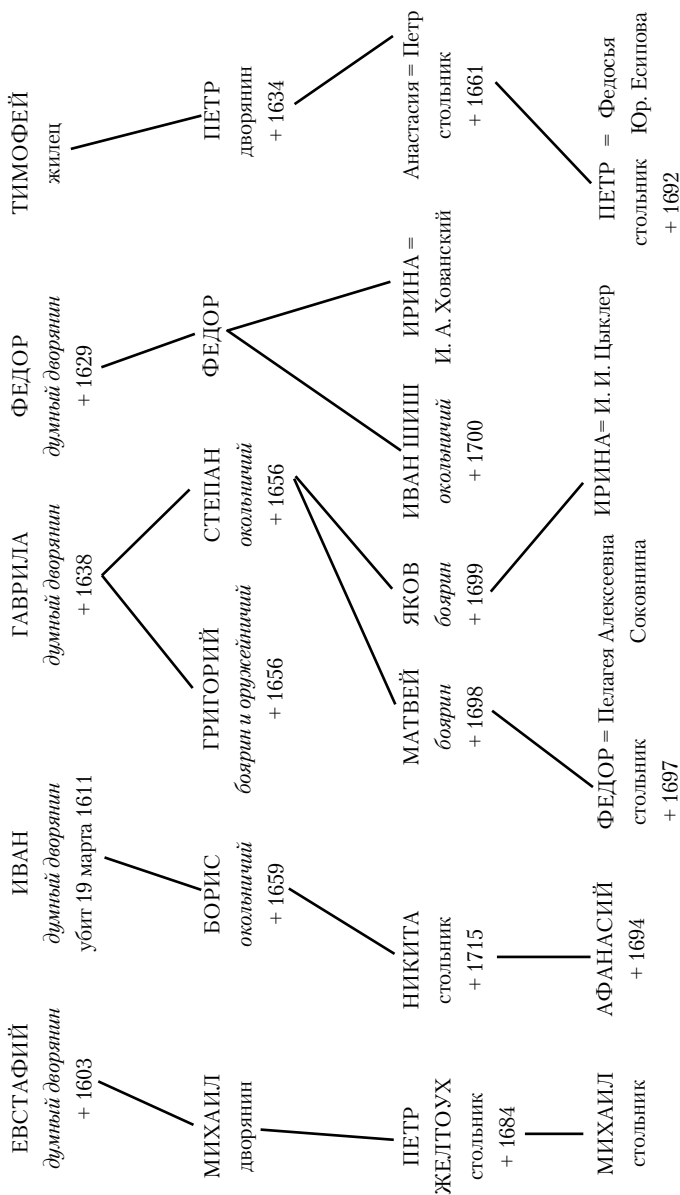 ЕВСТАФИЙ
думный дворянин
+ 1603
ИВАН
думный дворянин
убит 19 марта 1611
ГАВРИЛА
думный дворянин
+ 1638
ФЕДОР
думный дворянин
+ 1629
ТИМОФЕЙ
жилец
МИХАИЛ
дворянин
БОРИС
окольничий
+ 1659
ГРИГОРИЙ
боярин и оружейничий
+ 1656
СТЕПАН
окольничий
+ 1656
ФЕДОР
ПЕТР
дворянин
+ 1634
ПЕТР
ЖЕЛТОУХ
стольник
+ 1684
НИКИТА
стольник
+ 1715
МАТВЕЙ
боярин
+ 1698
ЯКОВ
боярин
+ 1699
ИВАН ШИШ
окольничий
+ 1700
ИРИНА =
И. А. Хованский
Анастасия = Петр
стольник
+ 1661
МИХАИЛ
стольник
АФАНАСИЙ
+ 1694
ФЕДОР = Пелагея Алексеевна
стольник Соковнина
+ 1697
ИРИНА= И. И. Цыклер
ПЕТР = Федосья
стольник Юр. Есипова
+ 1692